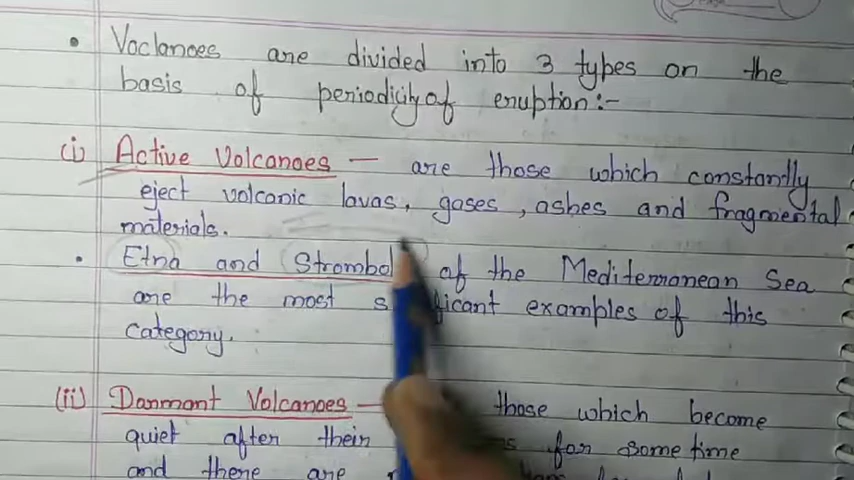 • Voclanoes are divided into 3 types on the
basis of periodicity of eruption:-
(i) Active Volcanoes — are those which constantly
eject volcanic lavas, gases, ashes and fragmental
materials.
• Etna and Strombol of the Mediterranean Sea
are the most s ficant examples of this
category.
(ii) Dormant Volcanoes — those which become
quiet after their for some time
and there are